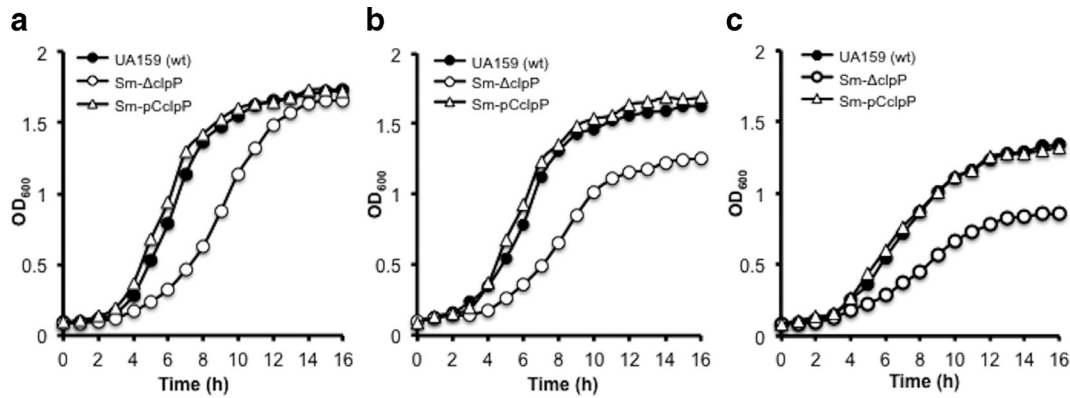 a
2
1.5
1
0.5
0
OD600
UA159 (wt)
Sm-ΔclpP
Sm-pCclpP
0 2 4 6 8 10 12 14 16
Time (h)
b
2
1.5
1
0.5
0
OD600
UA159 (wt)
Sm-ΔclpP
Sm-pCclpP
0 2 4 6 8 10 12 14 16
Time (h)
c
2
1.5
1
0.5
0
OD600
UA159 (wt)
Sm-ΔclpP
Sm-pCclpP
0 2 4 6 8 10 12 14 16
Time (h)